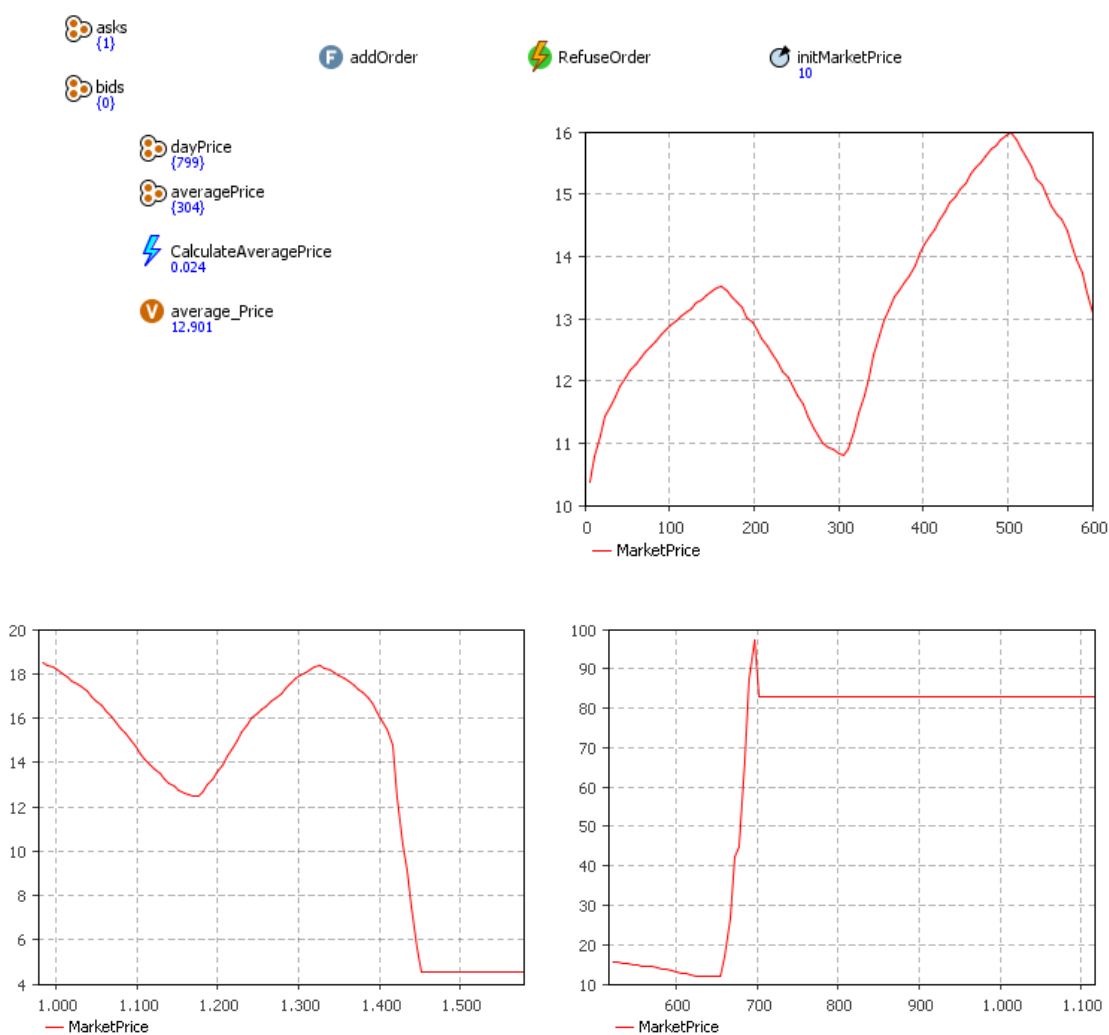 asks
{1}
addOrder
RefuseOrder
initMarketPrice
10
bids
{0}
dayPrice
{799}
averagePrice
{304}
CalculateAveragePrice
0.024
V
average_Price
12.901
F
16
15
14
13
12
11
10
0 100 200 300 400 500 600
MarketPrice
20
18
16
14
12
10
8
6
4
1.000 1.100 1.200 1.300 1.400 1.500
MarketPrice
100
90
80
70
60
50
40
30
20
10
600 700 800 900 1.000 1.100
MarketPrice